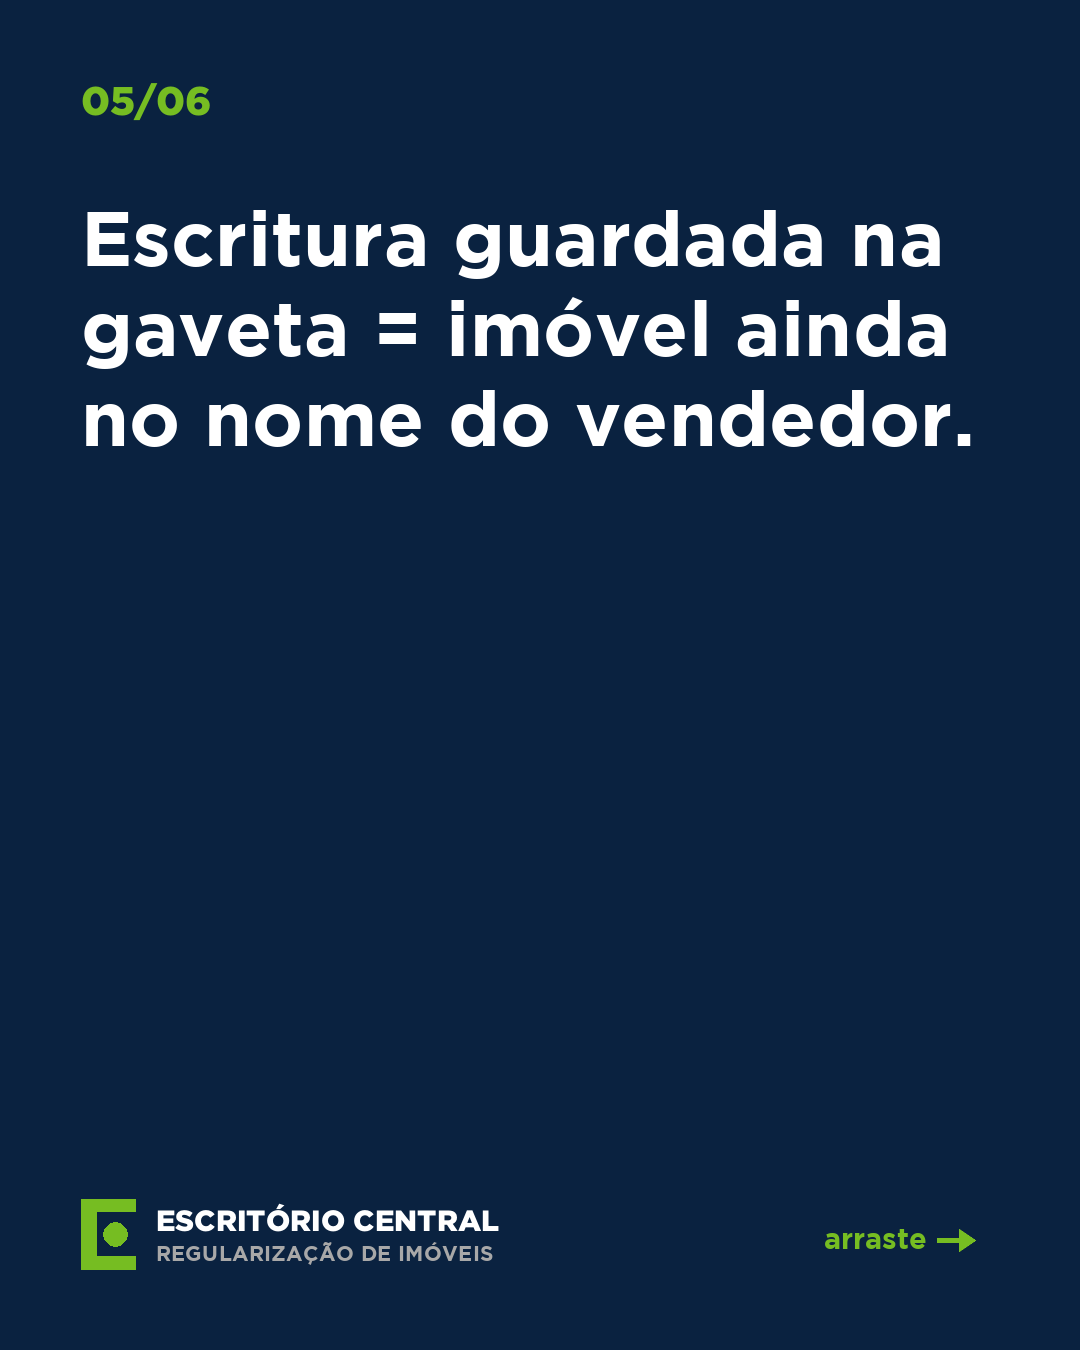 05/06
Escritura guardada na
gaveta = imóvel ainda
no nome do vendedor.
ESCRITÓRIO CENTRAL
REGULARIZAÇÃO DE IMÓVEIS
arraste →